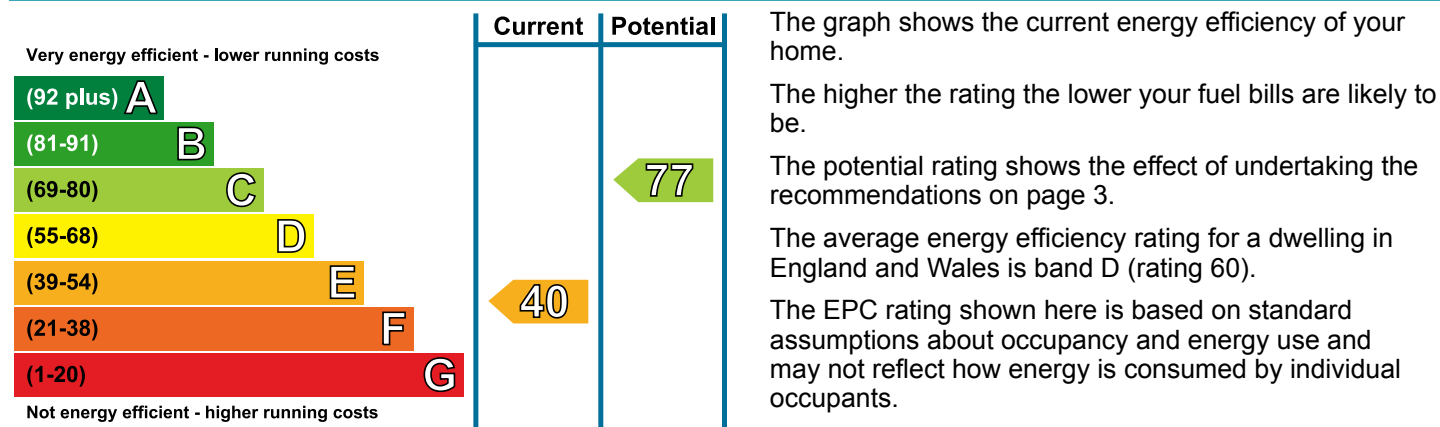 Current Potential
Very energy efficient - lower running costs
(92 plus) A
(81-91) B
(69-80) C
77
(55-68) D
(39-54) E
40
(21-38) F
(1-20) G
Not energy efficient - higher running costs
The graph shows the current energy efficiency of your
home.
The higher the rating the lower your fuel bills are likely to
be.
The potential rating shows the effect of undertaking the
recommendations on page 3.
The average energy efficiency rating for a dwelling in
England and Wales is band D (rating 60).
The EPC rating shown here is based on standard
assumptions about occupancy and energy use and
may not reflect how energy is consumed by individual
occupants.